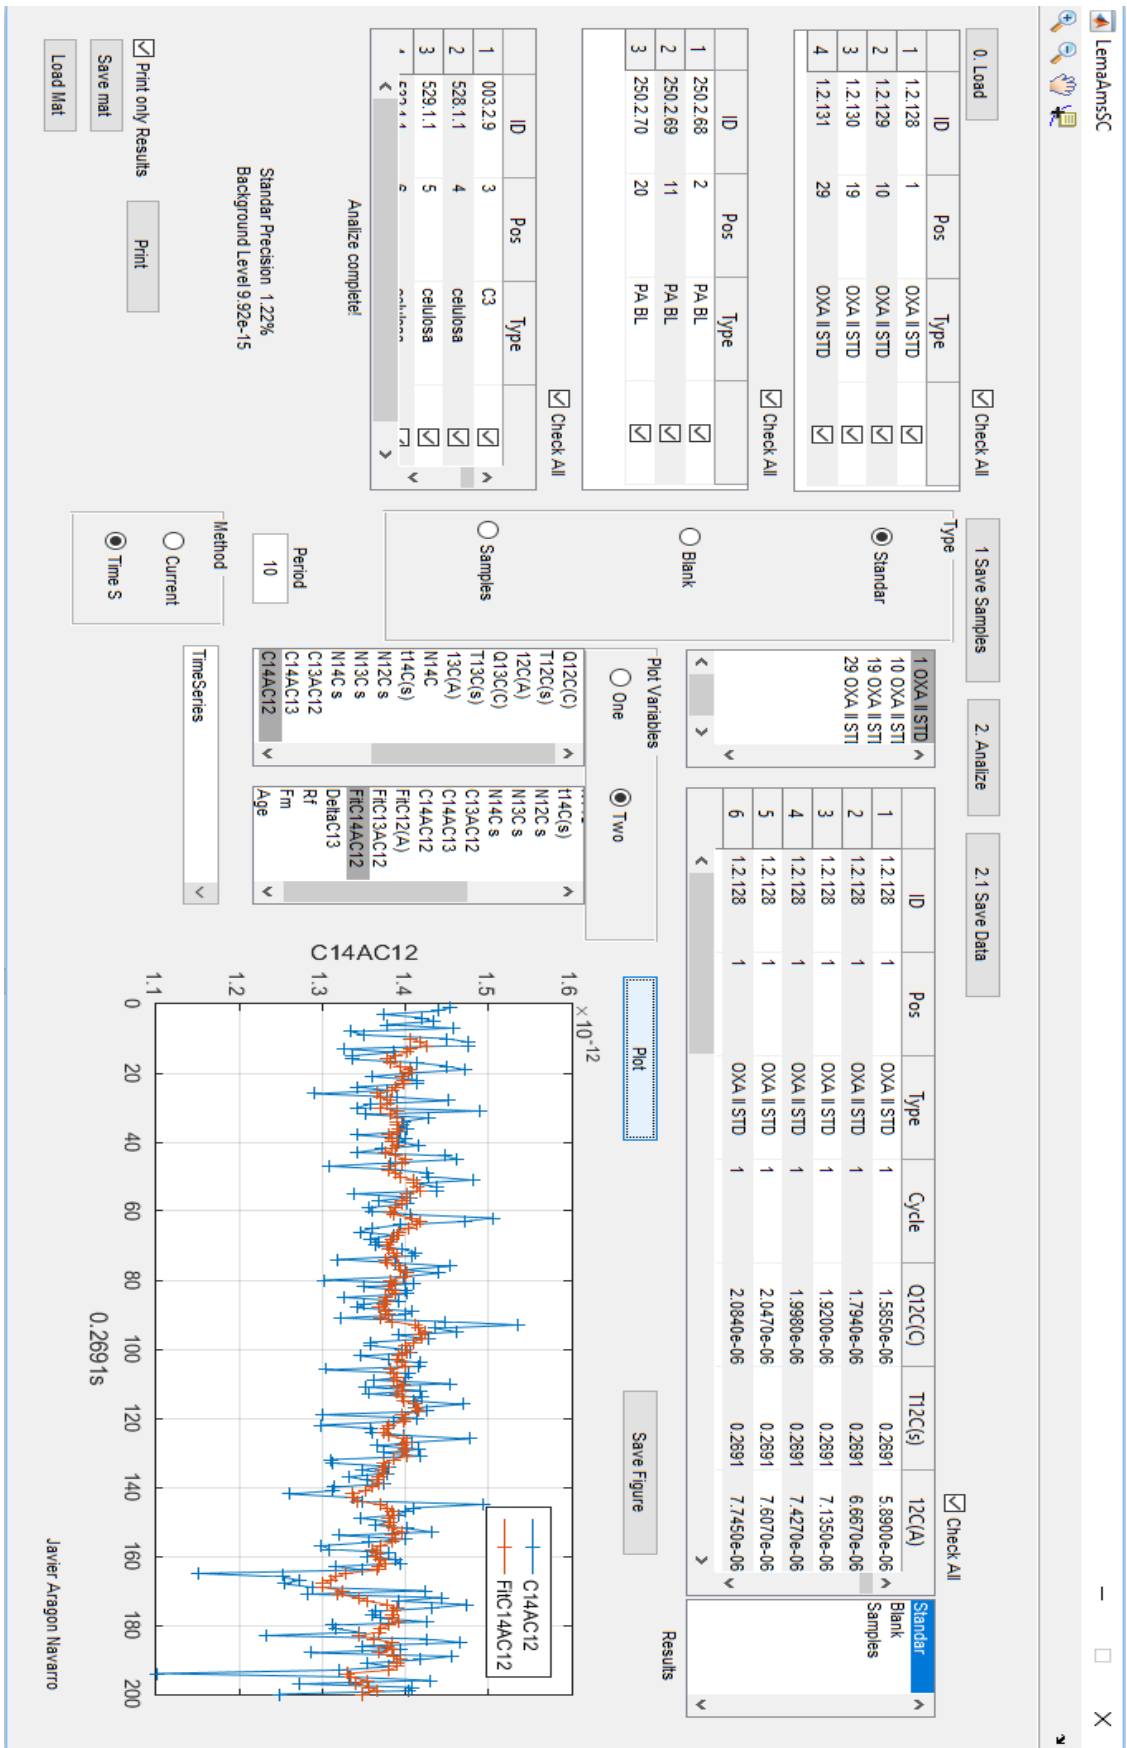 LemaAmsSC
0. Load
1 Save Samples
2. Analize
2.1 Save Data
Check All
Check All
ID Pos Type
1 1.2.128 1 OXA II STD
2 1.2.129 10 OXA II STD
3 1.2.130 19 OXA II STD
4 1.2.131 29 OXA II STD
Check All
ID Pos Type
1 250.2.68 2 PA BL
2 250.2.69 11 PA BL
3 250.2.70 20 PA BL
Check All
ID Pos Type
1 003.2.9 3 C3
2 528.1.1 4 celulosa
3 529.1.1 5 celulosa
Analize complete!
Standar Precision 1.22%
Background Level 9.92e-15
Print only Results
Print
Save mat
Load Mat
Type
Standar
Blank
Samples
Period
10
Method
Current
Time S
1 OXA II STD
10 OXA II STI
19 OXA II STI
29 OXA II STI
ID Pos Type Cycle Q12C(C) T12C(s) 12C(A)
1 1.2.128 1 OXA II STD 1 1.5850e-06 0.2691 5.8900e-06
2 1.2.128 1 OXA II STD 1 1.7940e-06 0.2691 6.6670e-06
3 1.2.128 1 OXA II STD 1 1.9200e-06 0.2691 7.1350e-06
4 1.2.128 1 OXA II STD 1 1.9980e-06 0.2691 7.4270e-06
5 1.2.128 1 OXA II STD 1 2.0470e-06 0.2691 7.6070e-06
6 1.2.128 1 OXA II STD 1 2.0840e-06 0.2691 7.7450e-06
Standar
Blank
Samples
Results
Plot Variables
One
Two
Plot
Save Figure
Q12C(C)
T12C(s)
12C(A)
Q13C(C)
T13C(s)
13C(A)
N14C
t14C(s)
N12C s
N13C s
N14C s
C13AC12
C14AC13
C14AC12
t14C(s)
N12C s
N13C s
N14C s
C13AC12
C14AC13
C14AC12
FitC12(A)
FitC13AC12
FitC14AC12
DeltaC13
Rf
Fm
Age
TimeSeries
×10-12
1.6
1.5
1.4
1.3
1.2
1.1
C14AC12
0 20 40 60 80 100 120 140 160 180 200
0.2691s
C14AC12
FitC14AC12
Javier Aragon Navarro